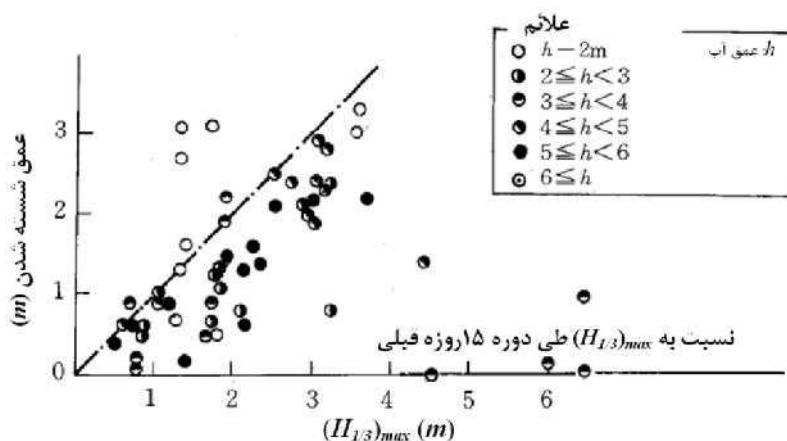 علائم
h: عمق آب
h − 2m
2 ≦ h < 3
3 ≦ h < 4
4 ≦ h < 5
5 ≦ h < 6
6 ≦ h
عمق شسته شدن (m)
3
2
1
0
نسبت به (H1/3)max طی دوره ۱۵روزه قبلی
1 2 3 4 5 6
(H1/3)max (m)